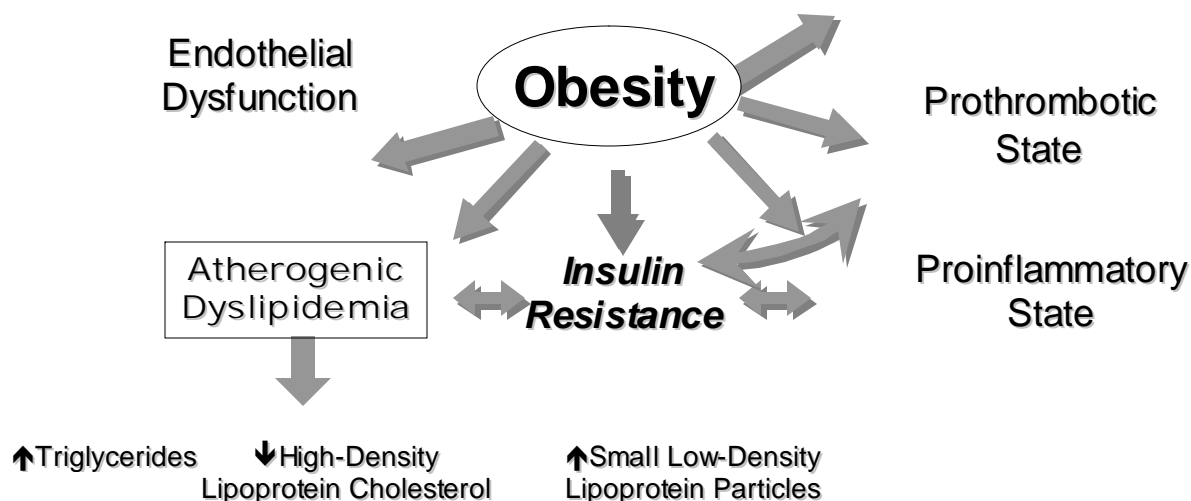 Endothelial
Dysfunction
Obesity
Prothrombotic
State
Atherogenic
Dyslipidemia
Insulin
Resistance
Proinflammatory
State
↑Triglycerides
↓High-Density
Lipoprotein Cholesterol
↑Small Low-Density
Lipoprotein Particles